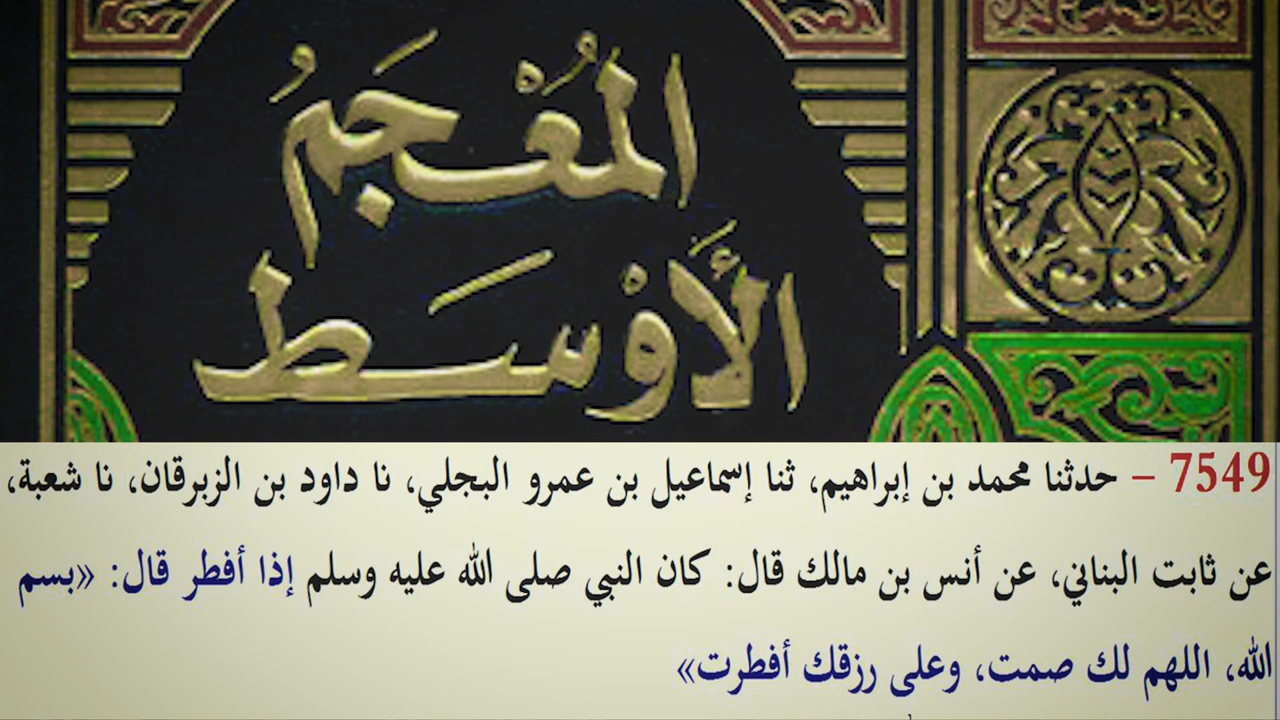 المُعْجَمُ
الأَوْسَط
7549 – حدثنا محمد بن إبراهيم، ثنا إسماعيل بن عمرو البجلي، نا داود بن الزبرقان، نا شعبة،
عن ثابت البناني، عن أنس بن مالك قال: كان النبي صلى الله عليه وسلم إذا أفطر قال: «بسم
الله، اللهم لك صمت، وعلى رزقك أفطرت»